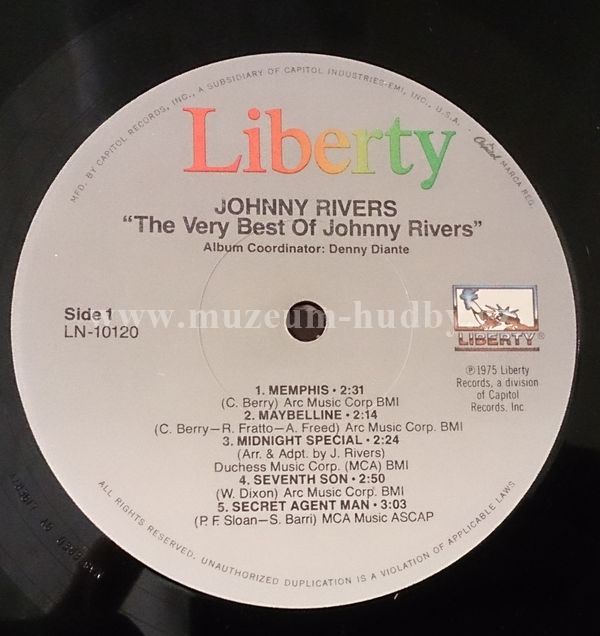 MFD. BY CAPITOL RECORDS, INC., A SUBSIDIARY OF CAPITOL INDUSTRIES-EMI, INC., U.S.A. • Capitol MARCA REG.
Liberty
JOHNNY RIVERS
“The Very Best Of Johnny Rivers”
Album Coordinator: Denny Diante
Side 1
LN-10120
www.muzeum-hudby
LIBERTY®
Ⓟ1975 Liberty
Records, a division
of Capitol
Records, Inc.
1. MEMPHIS • 2:31
(C. Berry) Arc Music Corp BMI
2. MAYBELLINE • 2:14
(C. Berry—R. Fratto—A. Freed) Arc Music Corp. BMI
3. MIDNIGHT SPECIAL • 2:24
(Arr. & Adpt. by J. Rivers)
Duchess Music Corp. (MCA) BMI
4. SEVENTH SON • 2:50
(W. Dixon) Arc Music Corp. BMI
5. SECRET AGENT MAN • 3:03
(P. F. Sloan—S. Barri) MCA Music ASCAP
ALL RIGHTS RESERVED. UNAUTHORIZED DUPLICATION IS A VIOLATION OF APPLICABLE LAWS